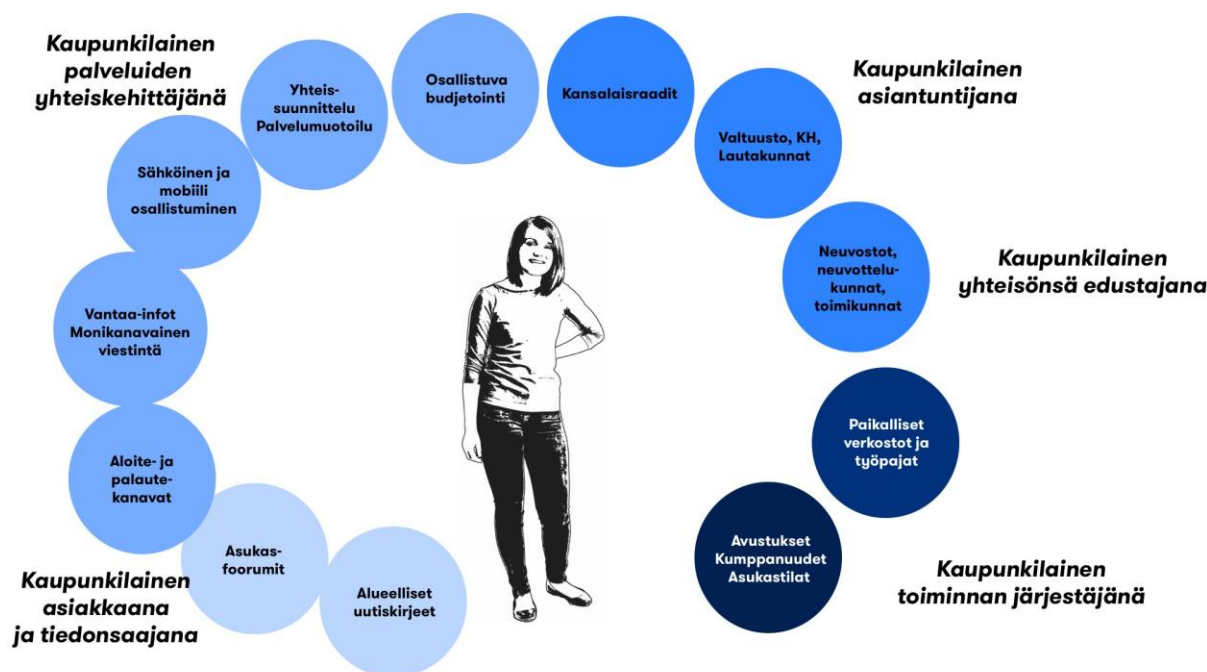 Kaupunkilainen
palveluiden
yhteiskehittäjänä
Yhteis-
suunnittelu
Palvelumuotoilu
Osallistuva
budjetointi
Kansalaisraadit
Kaupunkilainen
asiantuntijana
Valtuusto, KH,
Lautakunnat
Sähköinen ja
mobiili
osallistuminen
Neuvostot,
neuvottelu-
kunnat,
toimikunnat
Kaupunkilainen
yhteisönsä edustajana
Vantaa-infot
Monikanavainen
viestintä
Paikalliset
verkostot ja
työpajat
Aloite- ja
palaute-
kanavat
Asukas-
foorumit
Alueelliset
uutiskirjeet
Avustukset
Kumppanuudet
Asukastilat
Kaupunkilainen
asiakkaana
ja tiedonsaajana
Kaupunkilainen
toiminnan järjestäjänä